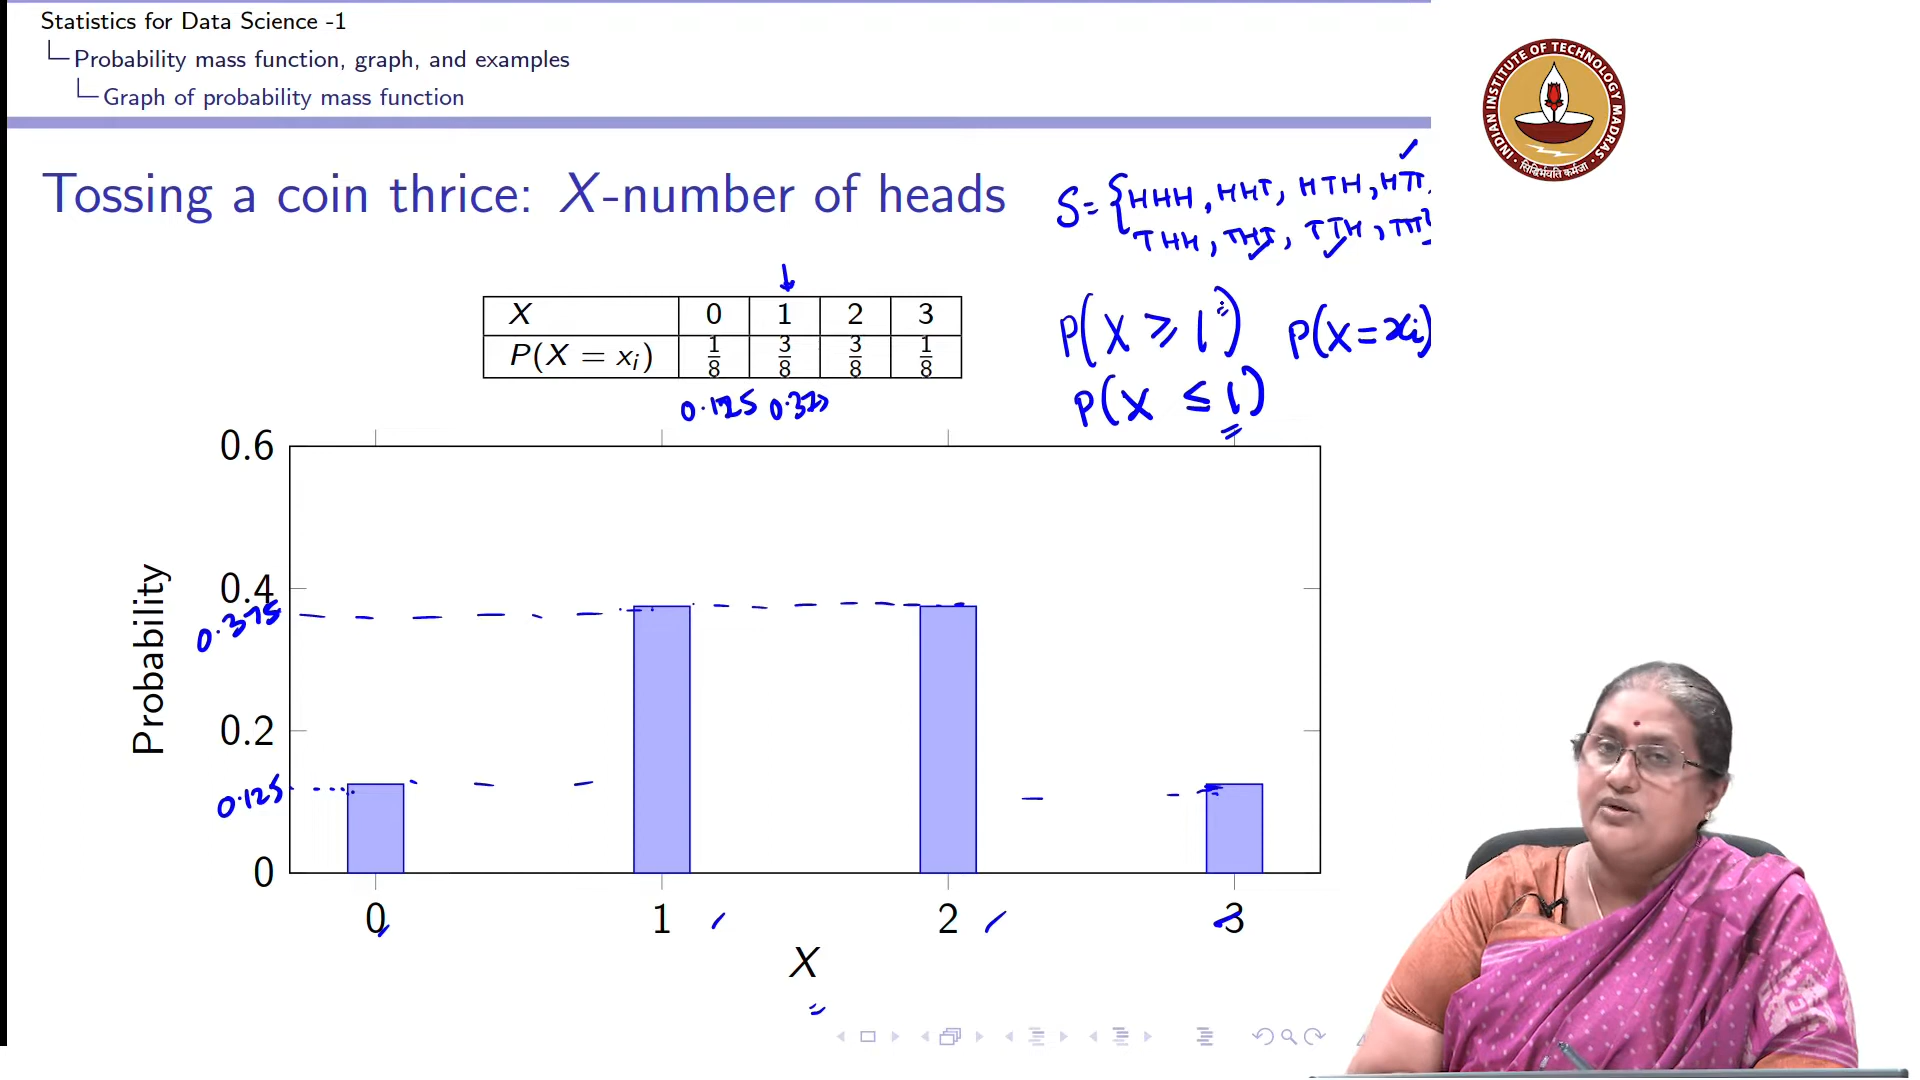 Statistics for Data Science -1
Probability mass function, graph, and examples
Graph of probability mass function
INDIAN INSTITUTE OF TECHNOLOGY MADRAS
सिद्धिर्भवति कर्मजा
Tossing a coin thrice: X-number of heads
S = {HHH, HHT, HTH, HTT,
THH, THT, TTH, TTT
X 0 1 2 3
P(X = xᵢ) 1/8 3/8 3/8 1/8
0.125
P(X ≥ 1) P(X = xᵢ)
P(X ≤ 1)
0.6
0.4
0.375
0.2
0.125
0
Probability
0 1 2 3
X